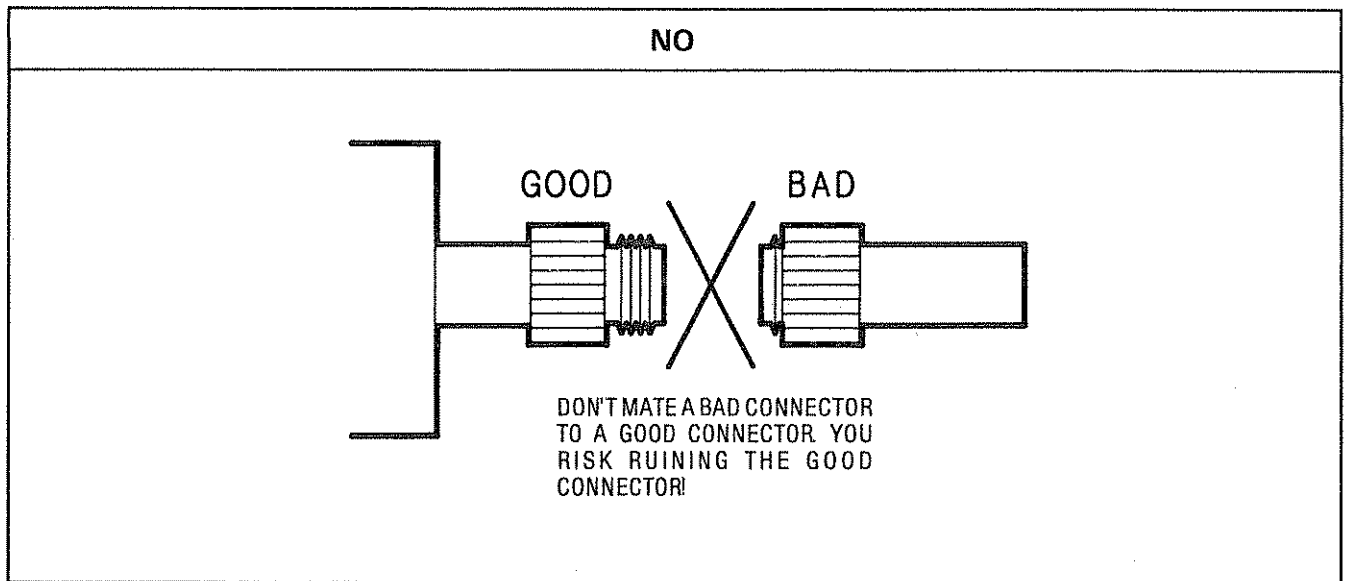 NO
GOOD
BAD
DON'T MATE A BAD CONNECTOR
TO A GOOD CONNECTOR. YOU
RISK RUINING THE GOOD
CONNECTOR!